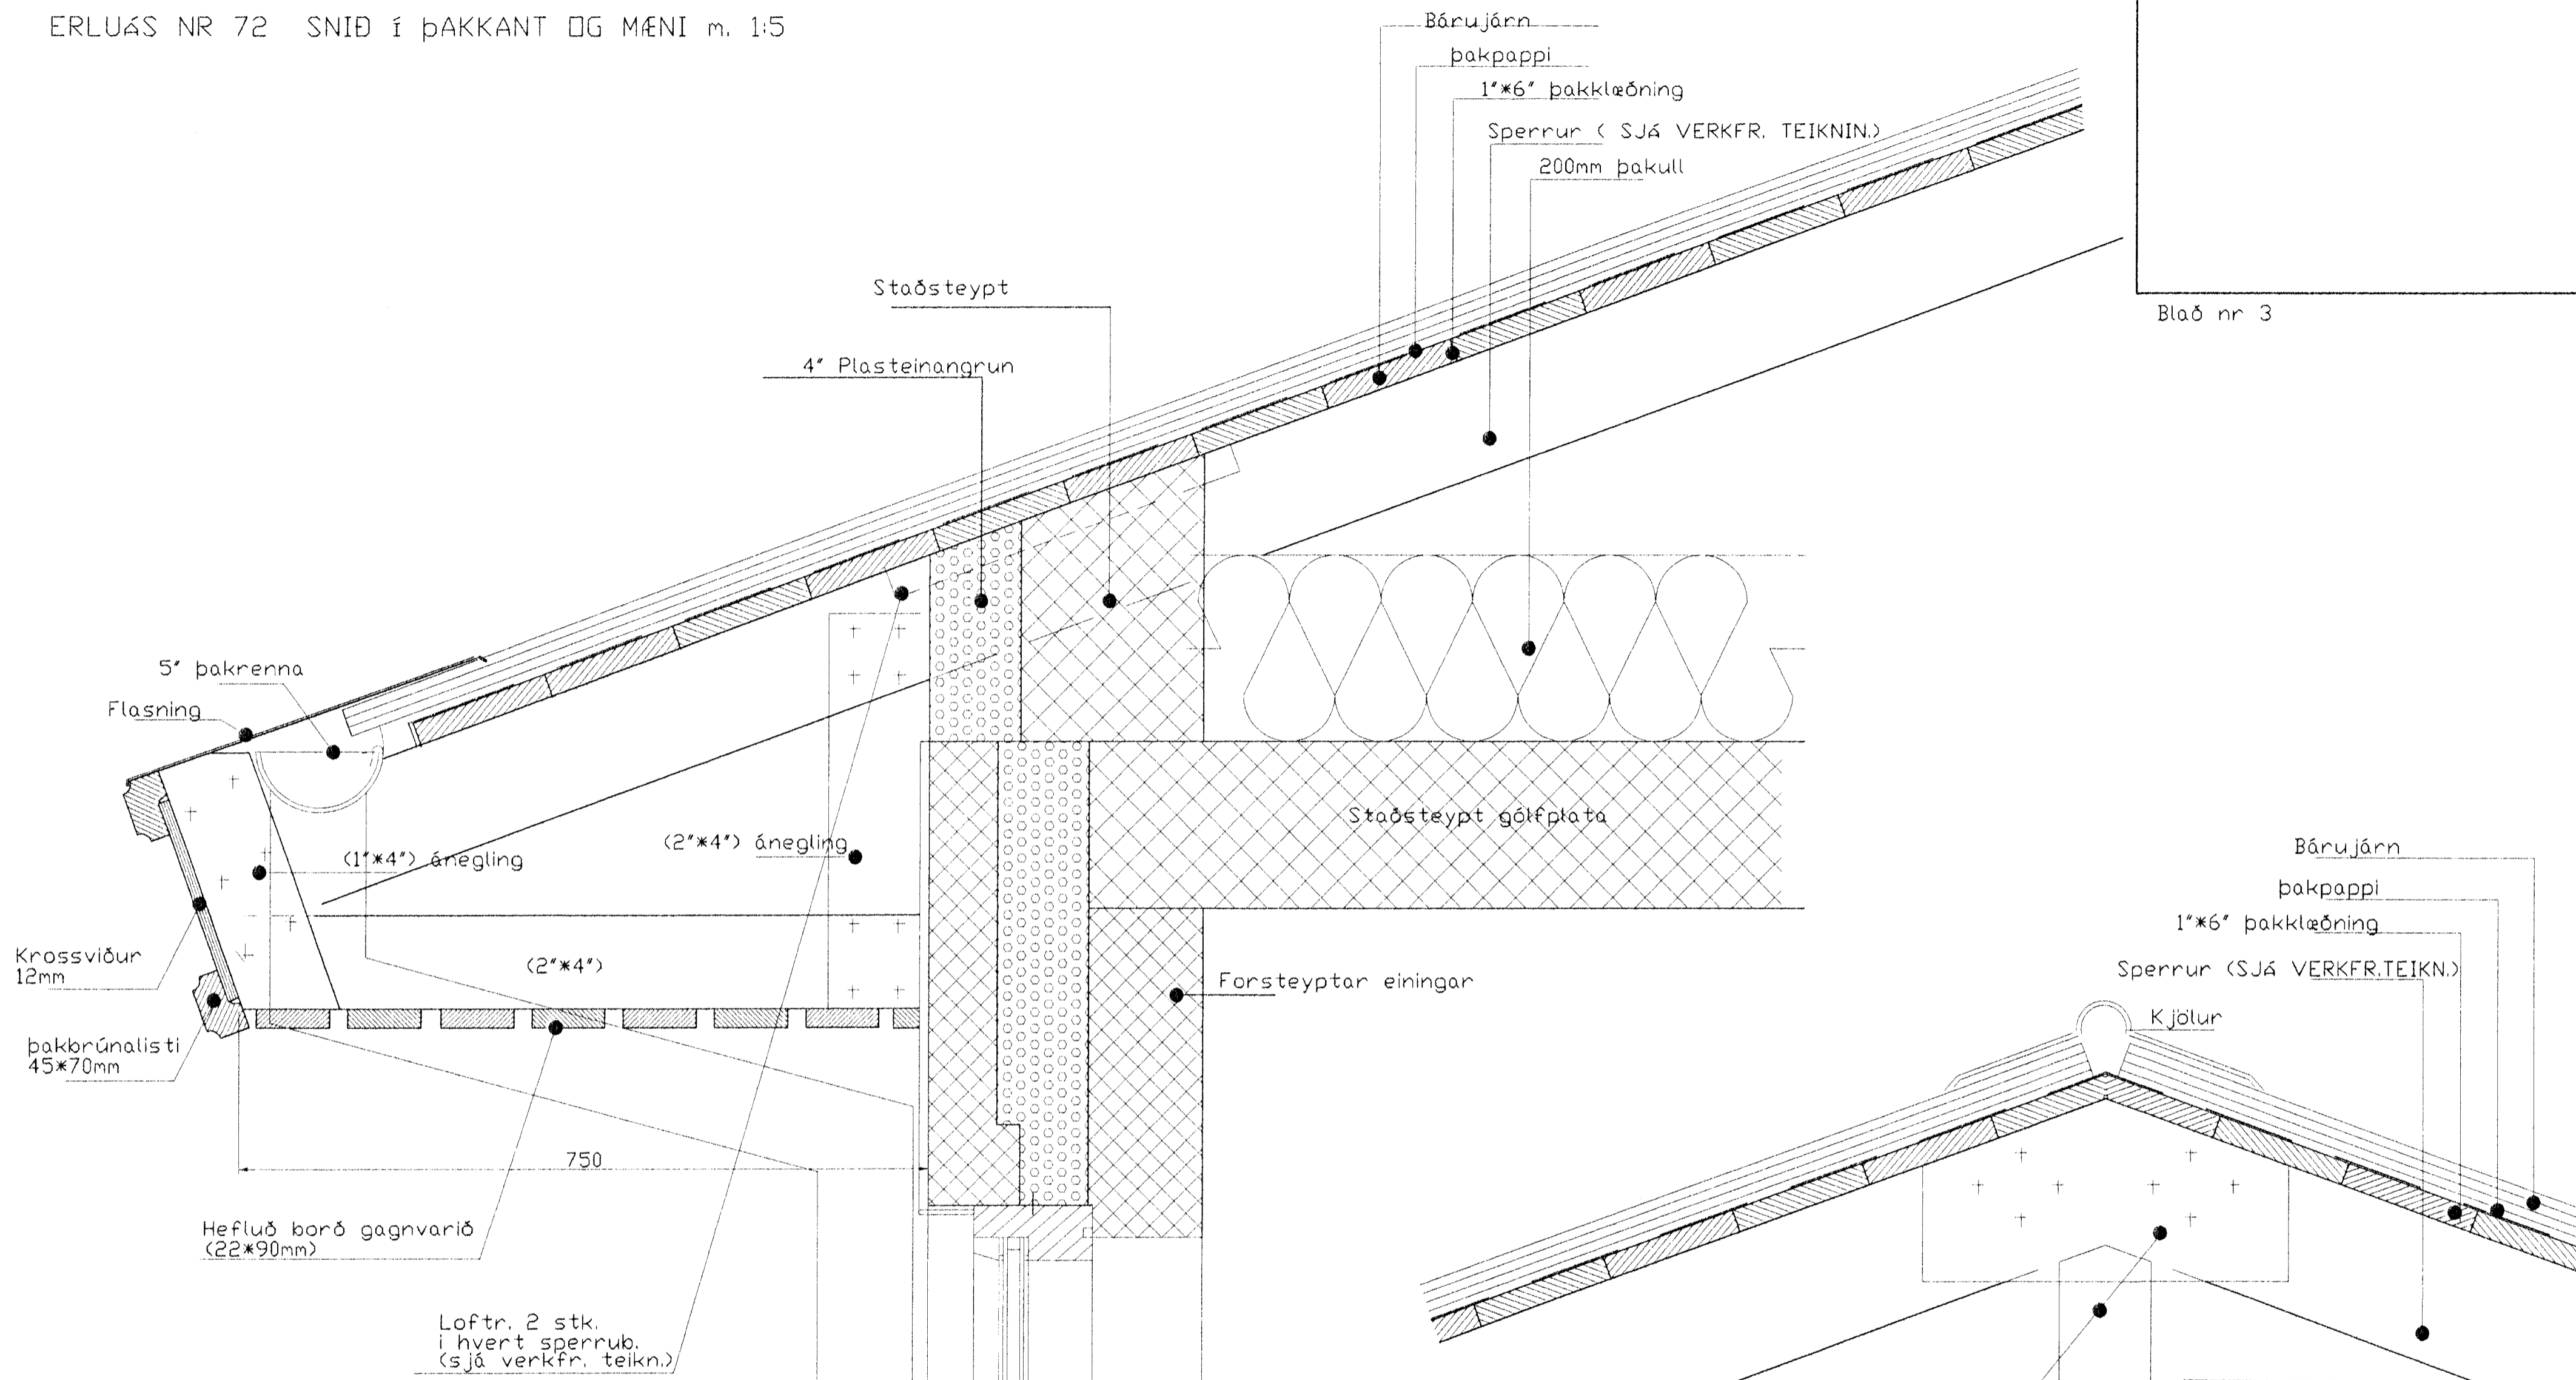 ERLUáS NR 72 SNIÐ í ÞAKKANT OG MÆNI m. 1:5
Bárujárn
Þakpappi
1"*6" Þakklæðning
Sperrur ( SJá VERKFR. TEIKNIN.)
200mm Þakull
Blað nr 3
Staðsteypt
4" Plasteinangrun
5" Þakrenna
Flasning
(1"*4") ánegling
(2"*4") ánegling
Staðsteypt gólfplata
Krossviður
12mm
(2"*4")
Forsteyptar einingar
Þakbrúnalisti
45*70mm
750
Hefluð borð gagnvarið
(22*90mm)
Loftr. 2 stk.
í hvert sperrub.
(sjá verkfr. teikn.)
Bárujárn
Þakpappi
1"*6" Þakklæðning
Sperrur (SJá VERKFR.TEIKN.)
Kjölur